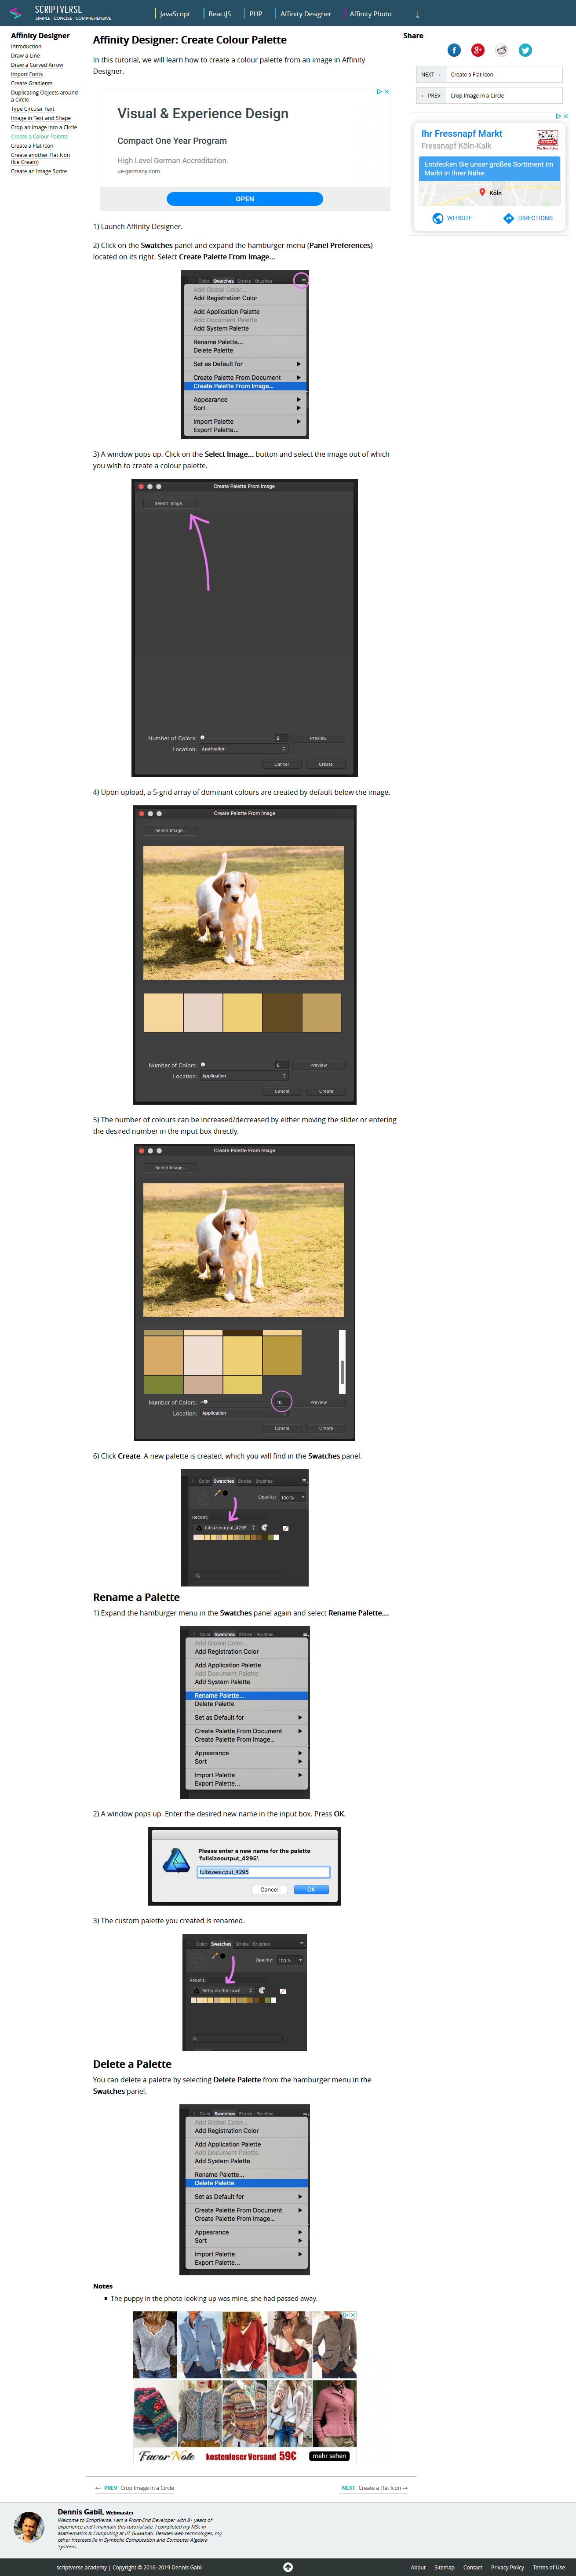 SCRIPTVERSE
SIMPLE · CONCISE · COMPREHENSIVE
JavaScript
ReactJS
PHP
Affinity Designer
Affinity Photo
↓
Affinity Designer
Introduction
Draw a Line
Draw a Curved Arrow
Import Fonts
Create Gradients
Duplicating Objects around
a Circle
Type Circular Text
Image in Text and Shape
Crop an Image into a Circle
Create a Colour Palette
Create a Flat Icon
Create another Flat Icon
(Ice Cream)
Create an Image Sprite
Affinity Designer: Create Colour Palette
In this tutorial, we will learn how to create a colour palette from an image in Affinity
Designer.
Visual & Experience Design
Compact One Year Program
High Level German Accreditation.
ue-germany.com
OPEN
Share
NEXT → Create a Flat Icon
← PREV Crop Image in a Circle
Ihr Fressnapf Markt
Fressnapf Köln-Kalk
Entdecken Sie unser großes Sortiment im
Markt in Ihrer Nähe.
Köln
WEBSITE
DIRECTIONS
1) Launch Affinity Designer.
2) Click on the Swatches panel and expand the hamburger menu (Panel Preferences)
located on its right. Select Create Palette From Image...
Color Swatches Stroke Brushes
Add Global Color...
Add Registration Color
Add Application Palette
Add Document Palette
Add System Palette
Rename Palette...
Delete Palette
Set as Default for
Create Palette From Document
Create Palette From Image...
Appearance
Sort
Import Palette
Export Palette...
3) A window pops up. Click on the Select Image... button and select the image out of which
you wish to create a colour palette.
Create Palette From Image
Select Image...
Number of Colors: 5 Preview
Location: Application
Cancel Create
4) Upon upload, a 5-grid array of dominant colours are created by default below the image.
Create Palette From Image
Select Image...
Number of Colors: 5 Preview
Location: Application
Cancel Create
5) The number of colours can be increased/decreased by either moving the slider or entering
the desired number in the input box directly.
Create Palette From Image
Select Image...
Number of Colors: Preview
Location: Application
Cancel Create
6) Click Create. A new palette is created, which you will find in the Swatches panel.
Color Swatches Stroke Brushes
Opacity: 100 %
Recent:
fullsizeoutput_4295
Rename a Palette
1) Expand the hamburger menu in the Swatches panel again and select Rename Palette....
Color Swatches Stroke Brushes
Add Global Color...
Add Registration Color
Add Application Palette
Add Document Palette
Add System Palette
Rename Palette...
Delete Palette
Set as Default for
Create Palette From Document
Create Palette From Image...
Appearance
Sort
Import Palette
Export Palette...
2) A window pops up. Enter the desired new name in the input box. Press OK.
Please enter a new name for the palette
'fullsizeoutput_4295'.
fullsizeoutput_4295
Cancel OK
3) The custom palette you created is renamed.
Color Swatches Stroke Brushes
Opacity: 100 %
Recent:
Betty on the Lawn
Delete a Palette
You can delete a palette by selecting Delete Palette from the hamburger menu in the
Swatches panel.
Color Swatches Stroke Brushes
Add Global Color...
Add Registration Color
Add Application Palette
Add Document Palette
Add System Palette
Rename Palette...
Delete Palette
Set as Default for
Create Palette From Document
Create Palette From Image...
Appearance
Sort
Import Palette
Export Palette...
Notes
The puppy in the photo looking up was mine; she had passed away.
FavorNote kostenloser Versand 59€ mehr sehen
← PREV Crop Image in a Circle
NEXT Create a Flat Icon →
Dennis Gabil, Webmaster
Welcome to ScriptVerse. I am a Front-End Developer with 8+ years of
experience and I maintain this tutorial site. I completed my MSc in
Mathematics & Computing at IIT Guwahati. Besides web technologies, my
other interests lie in Symbolic Computation and Computer Algebra
Systems.
scriptverse.academy | Copyright © 2016-2019 Dennis Gabil
About Sitemap Contact Privacy Policy Terms of Use